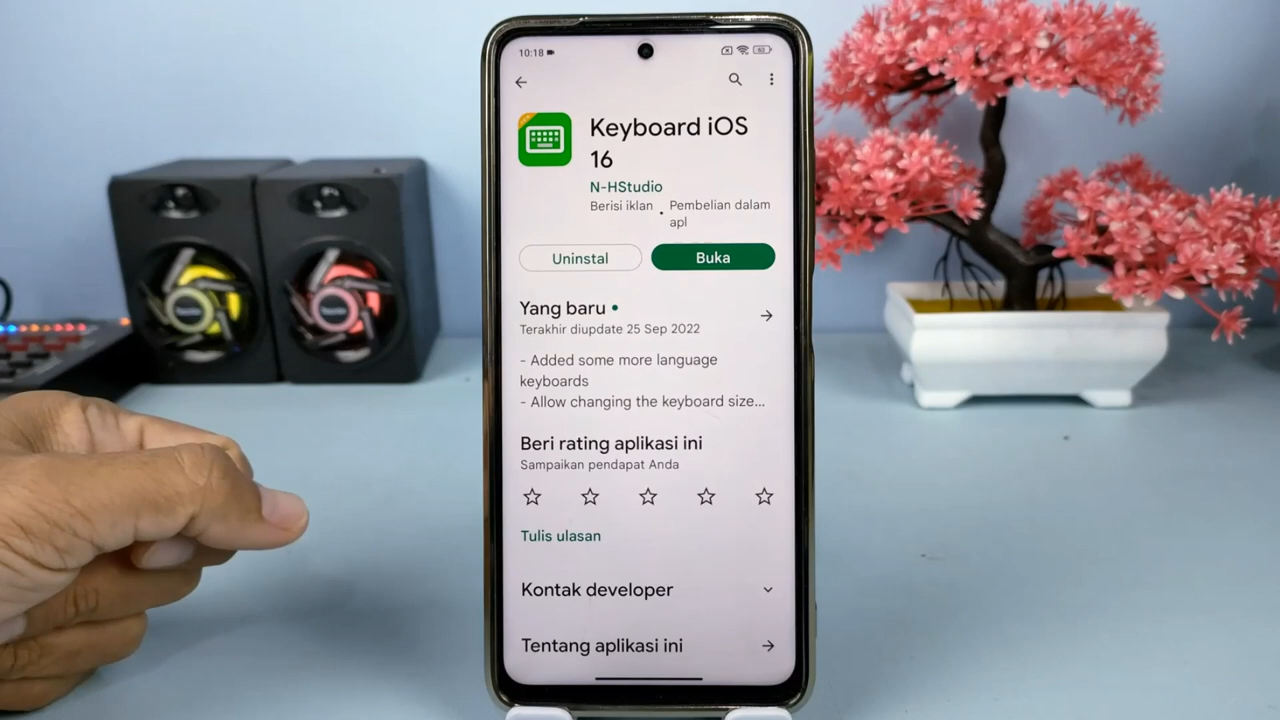 10:18
60
Keyboard iOS
16
N-HStudio
Berisi iklan • Pembelian dalam
apl
Uninstal
Buka
Yang baru •
Terakhir diupdate 25 Sep 2022
- Added some more language
keyboards
- Allow changing the keyboard size...
Beri rating aplikasi ini
Sampaikan pendapat Anda
Tulis ulasan
Kontak developer
Tentang aplikasi ini